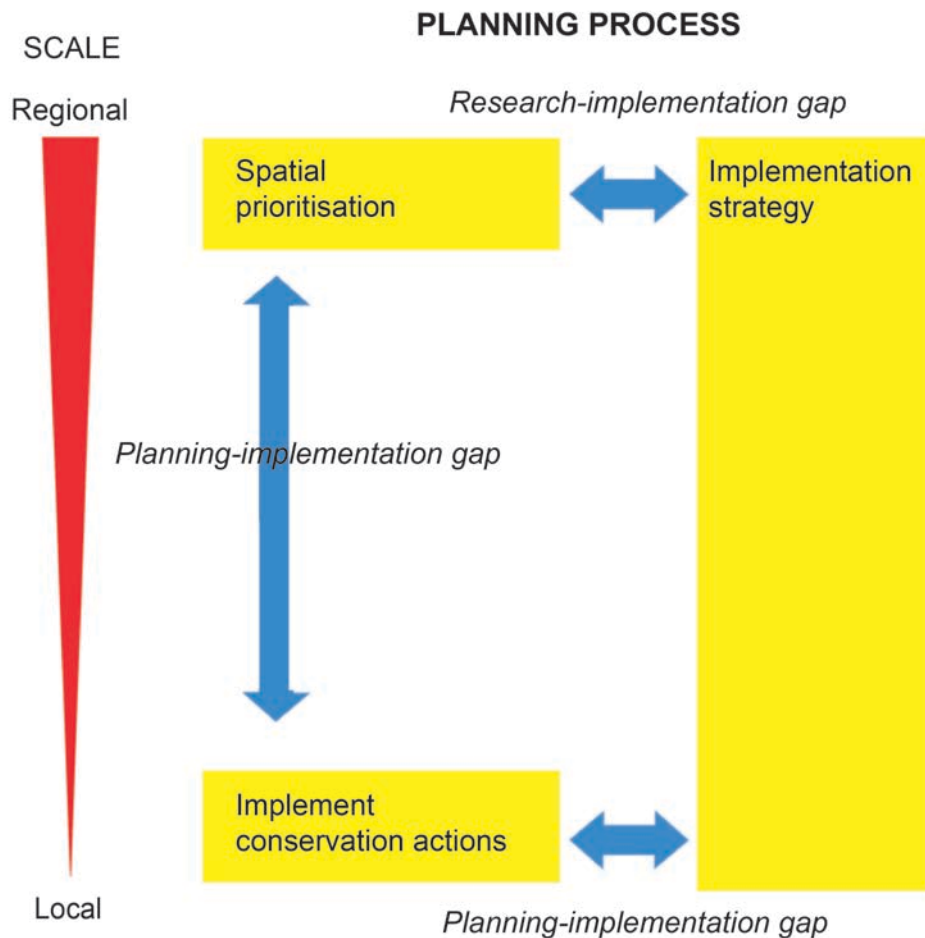 PLANNING PROCESS
SCALE
Regional
Research-implementation gap
Spatial
prioritisation
Implementation
strategy
Planning-implementation gap
Implement
conservation actions
Local
Planning-implementation gap